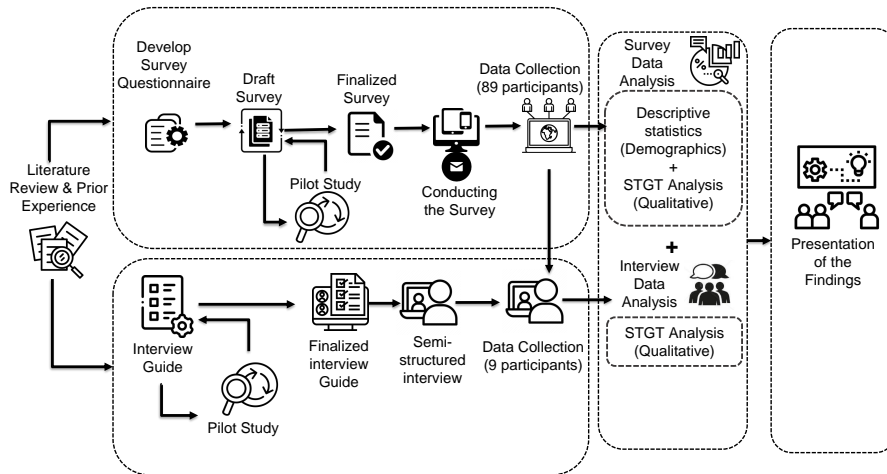 Develop
Survey
Questionnaire
Draft
Survey
Finalized
Survey
Data Collection
(89 participants)
Pilot Study
Conducting
the Survey
Literature
Review & Prior
Experience
Interview
Guide
Pilot Study
Finalized
interview
Guide
Semi-
structured
interview
Data Collection
(9 participants)
Survey
Data
Analysis
Descriptive
statistics
(Demographics)
+
STGT Analysis
(Qualitative)
+
Interview
Data
Analysis
STGT Analysis
(Qualitative)
Presentation
of the
Findings